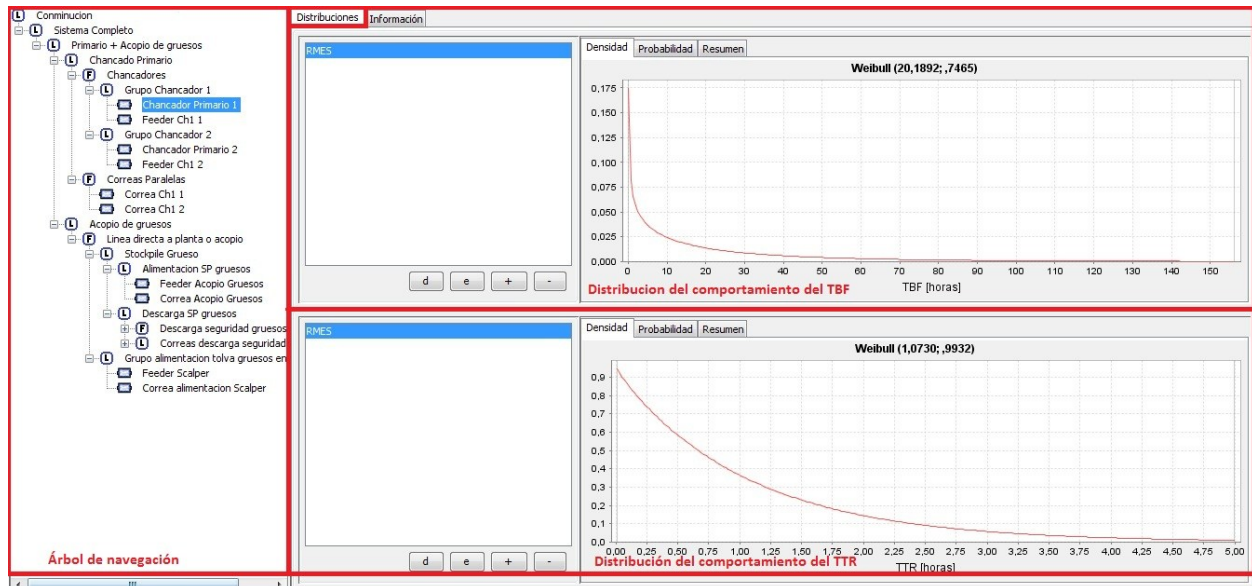 Conminucion
Sistema Completo
Primario + Acopio de gruesos
Chancado Primario
Chancadores
Grupo Chancador 1
Chancador Primario 1
Feeder Ch1 1
Grupo Chancador 2
Chancador Primario 2
Feeder Ch1 2
Correas Paralelas
Correa Ch1 1
Correa Ch1 2
Acopio de gruesos
Linea directa a planta o acopio
Stockpile Grueso
Alimentacion SP gruesos
Feeder Acopio Gruesos
Correa Acopio Gruesos
Descarga SP gruesos
Descarga seguridad gruesos
Correas descarga seguridad
Grupo alimentacion tolva gruesos en
Feeder Scalper
Correa alimentacion Scalper
Árbol de navegación
Distribuciones Información
RMES
d e + -
Densidad Probabilidad Resumen
Weibull (20,1892; ,7465)
0,175
0,150
0,125
0,100
0,075
0,050
0,025
0,000
0 10 20 30 40 50 60 70 80 90 100 110 120 130 140 150
TBF [horas]
Distribucion del comportamiento del TBF
RMES
d e + -
Densidad Probabilidad Resumen
Weibull (1,0730; ,9932)
0,9
0,8
0,7
0,6
0,5
0,4
0,3
0,2
0,1
0,0
0,00 0,25 0,50 0,75 1,00 1,25 1,50 1,75 2,00 2,25 2,50 2,75 3,00 3,25 3,50 3,75 4,00 4,25 4,50 4,75 5,00
TTR [horas]
Distribución del comportamiento del TTR